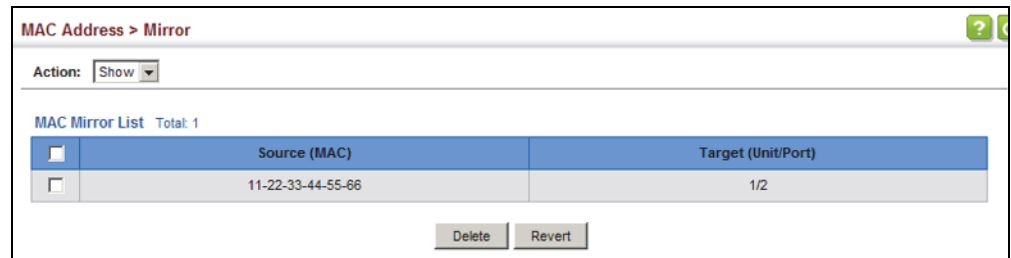 MAC Address > Mirror ?
Action: Show
MAC Mirror List Total: 1
Source (MAC) Target (Unit/Port)
11-22-33-44-55-66 1/2
Delete Revert